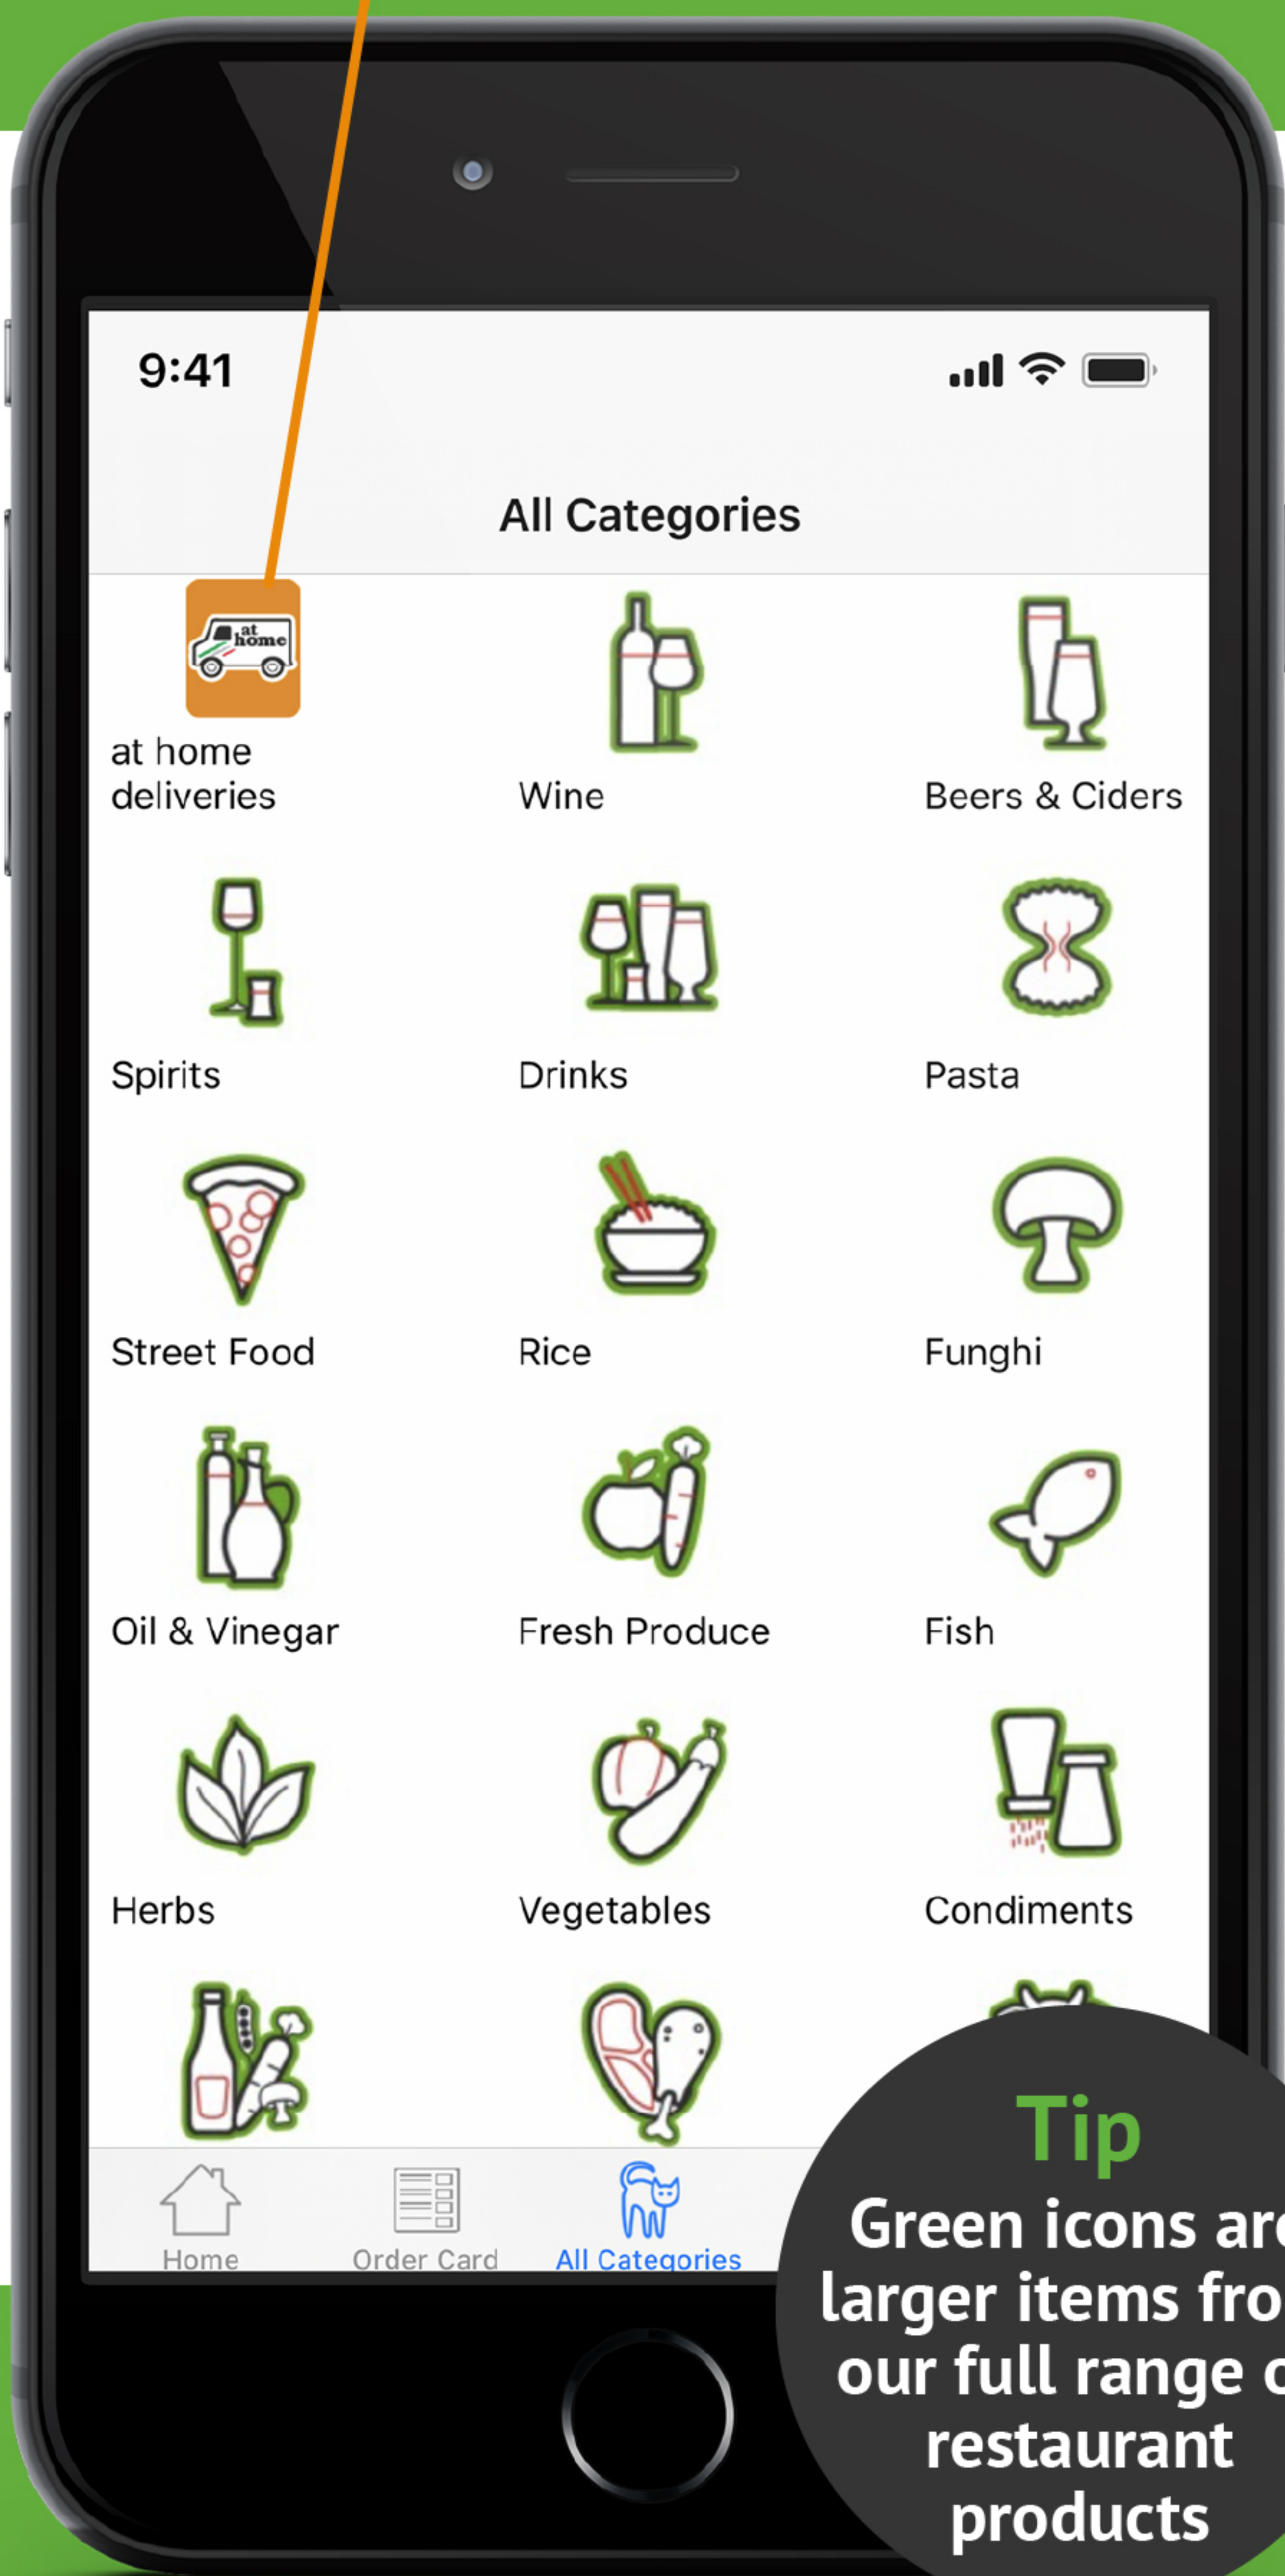 9:41
All Categories
at
home
at home
deliveries
Wine
Beers & Ciders
Spirits
Drinks
Pasta
Street Food
Rice
Funghi
Oil & Vinegar
Fresh Produce
Fish
Herbs
Vegetables
Condiments
Home
Order Card
All Categories
Tip
Green icons are
larger items fro
our full range o
restaurant
products